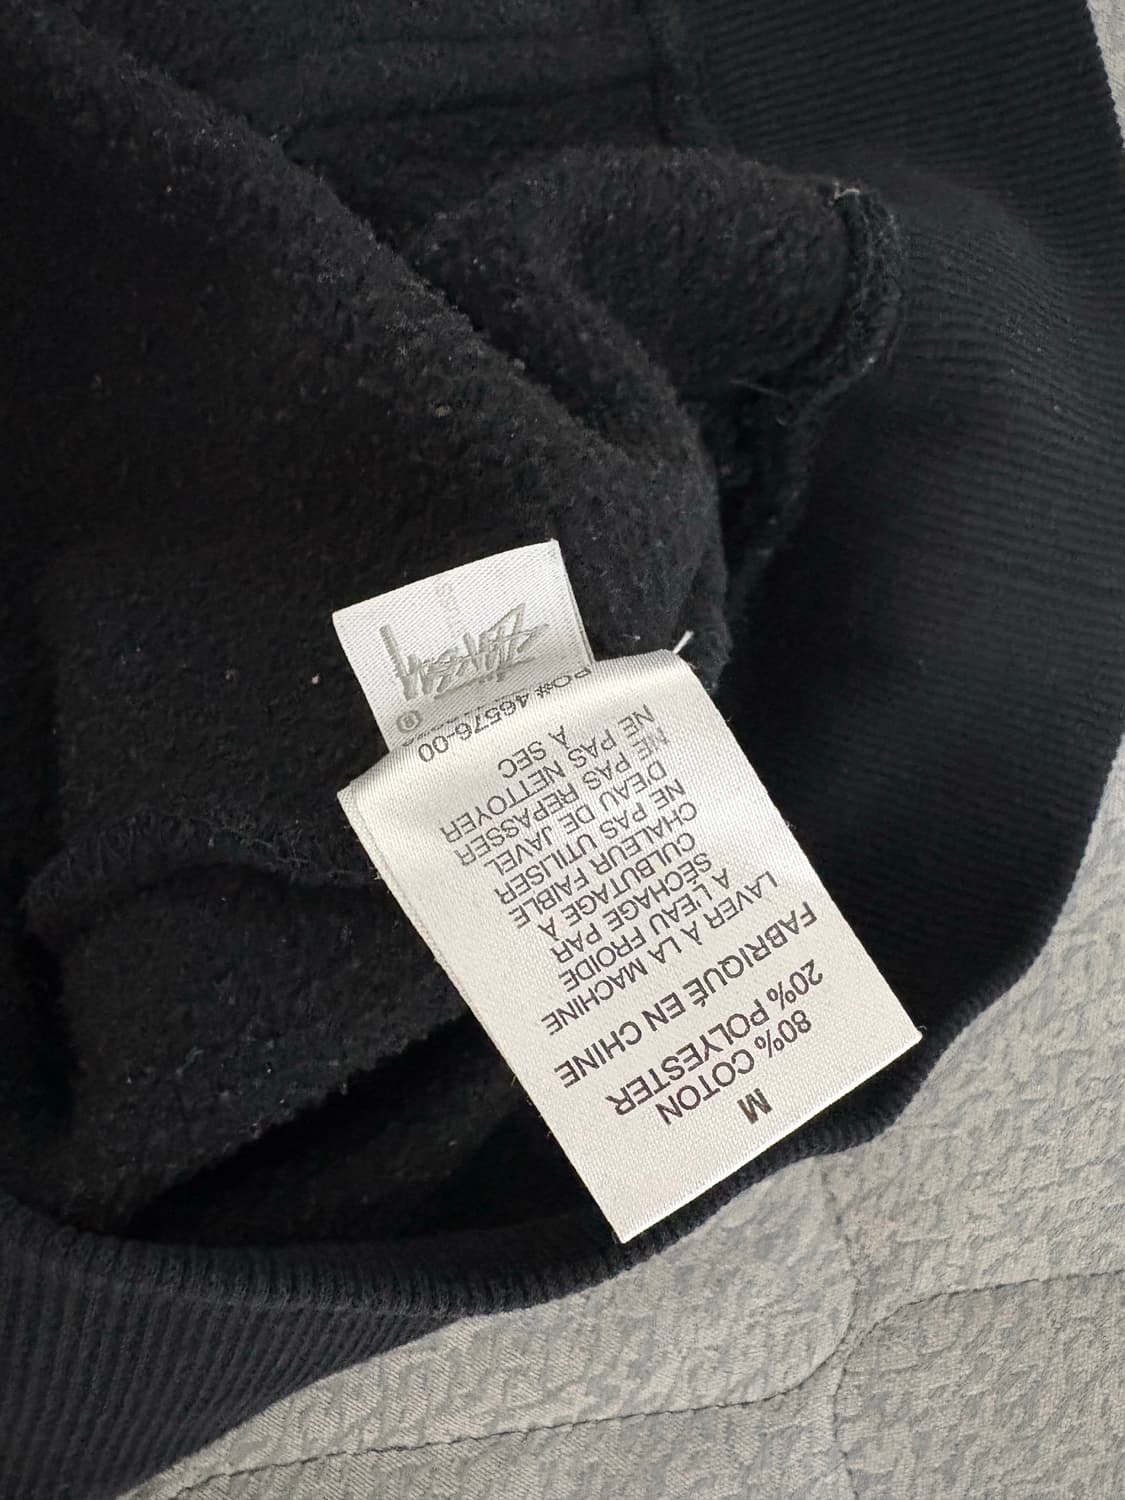 M
80% COTON
20% POLYESTER
FABRIQUÉ EN CHINE
LAVER A LA MACHINE
A L'EAU FROIDE
SÉCHAGE PAR
CULBUTAGE À
CHALEUR FAIBLE
NE PAS UTILISER
D'EAU DE JAVEL
NE PAS REPASSER
NE PAS NETTOYER
A SEC
PO# 46576-00
Stüssy
®